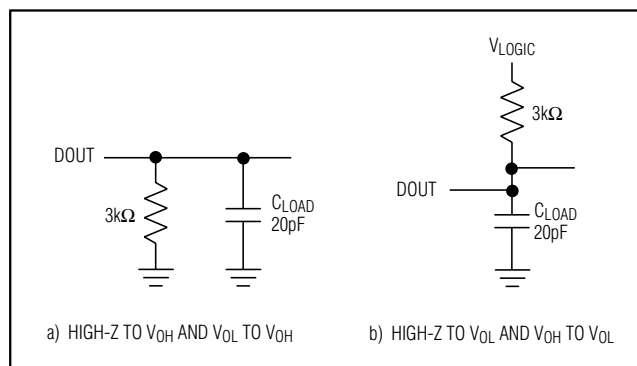 DOUT
3kΩ
CLOAD
20pF
a) HIGH-Z TO VOH AND VOL TO VOH
VLOGIC
3kΩ
DOUT
CLOAD
20pF
b) HIGH-Z TO VOL AND VOH TO VOL